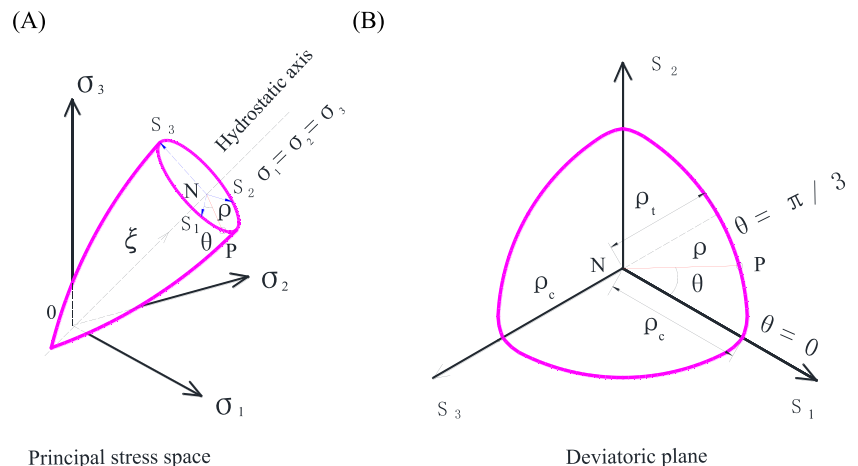 (A)
σ3
Hydrostatic axis
σ1 = σ2 = σ3
S3
N
S2
S1
ρ
θ
P
ξ
0
σ2
σ1
Principal stress space
(B)
S2
ρt
θ = π / 3
N
ρ
P
θ
ρc
ρc
θ = 0
S3
S1
Deviatoric plane